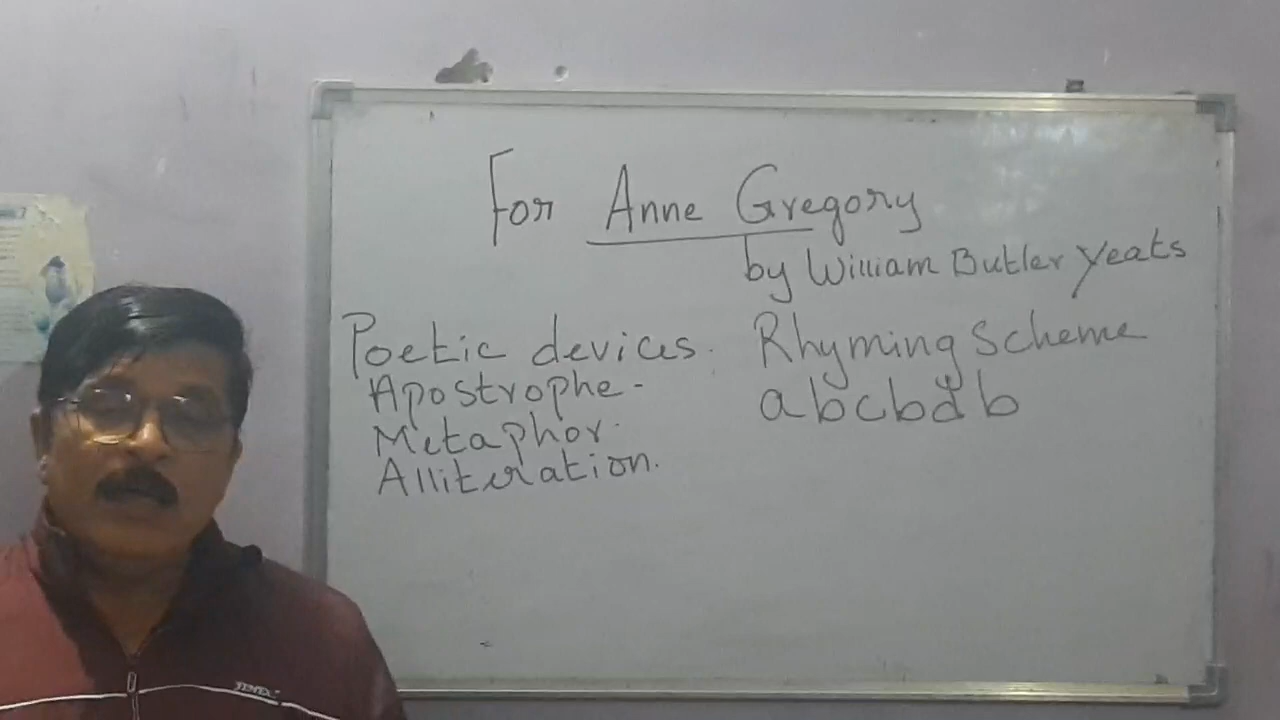 For Anne Gregory
by William Butler Yeats
Poetic devices.
Apostrophe -
Metaphor.
Alliteration.
Rhyming Scheme
abcbdb